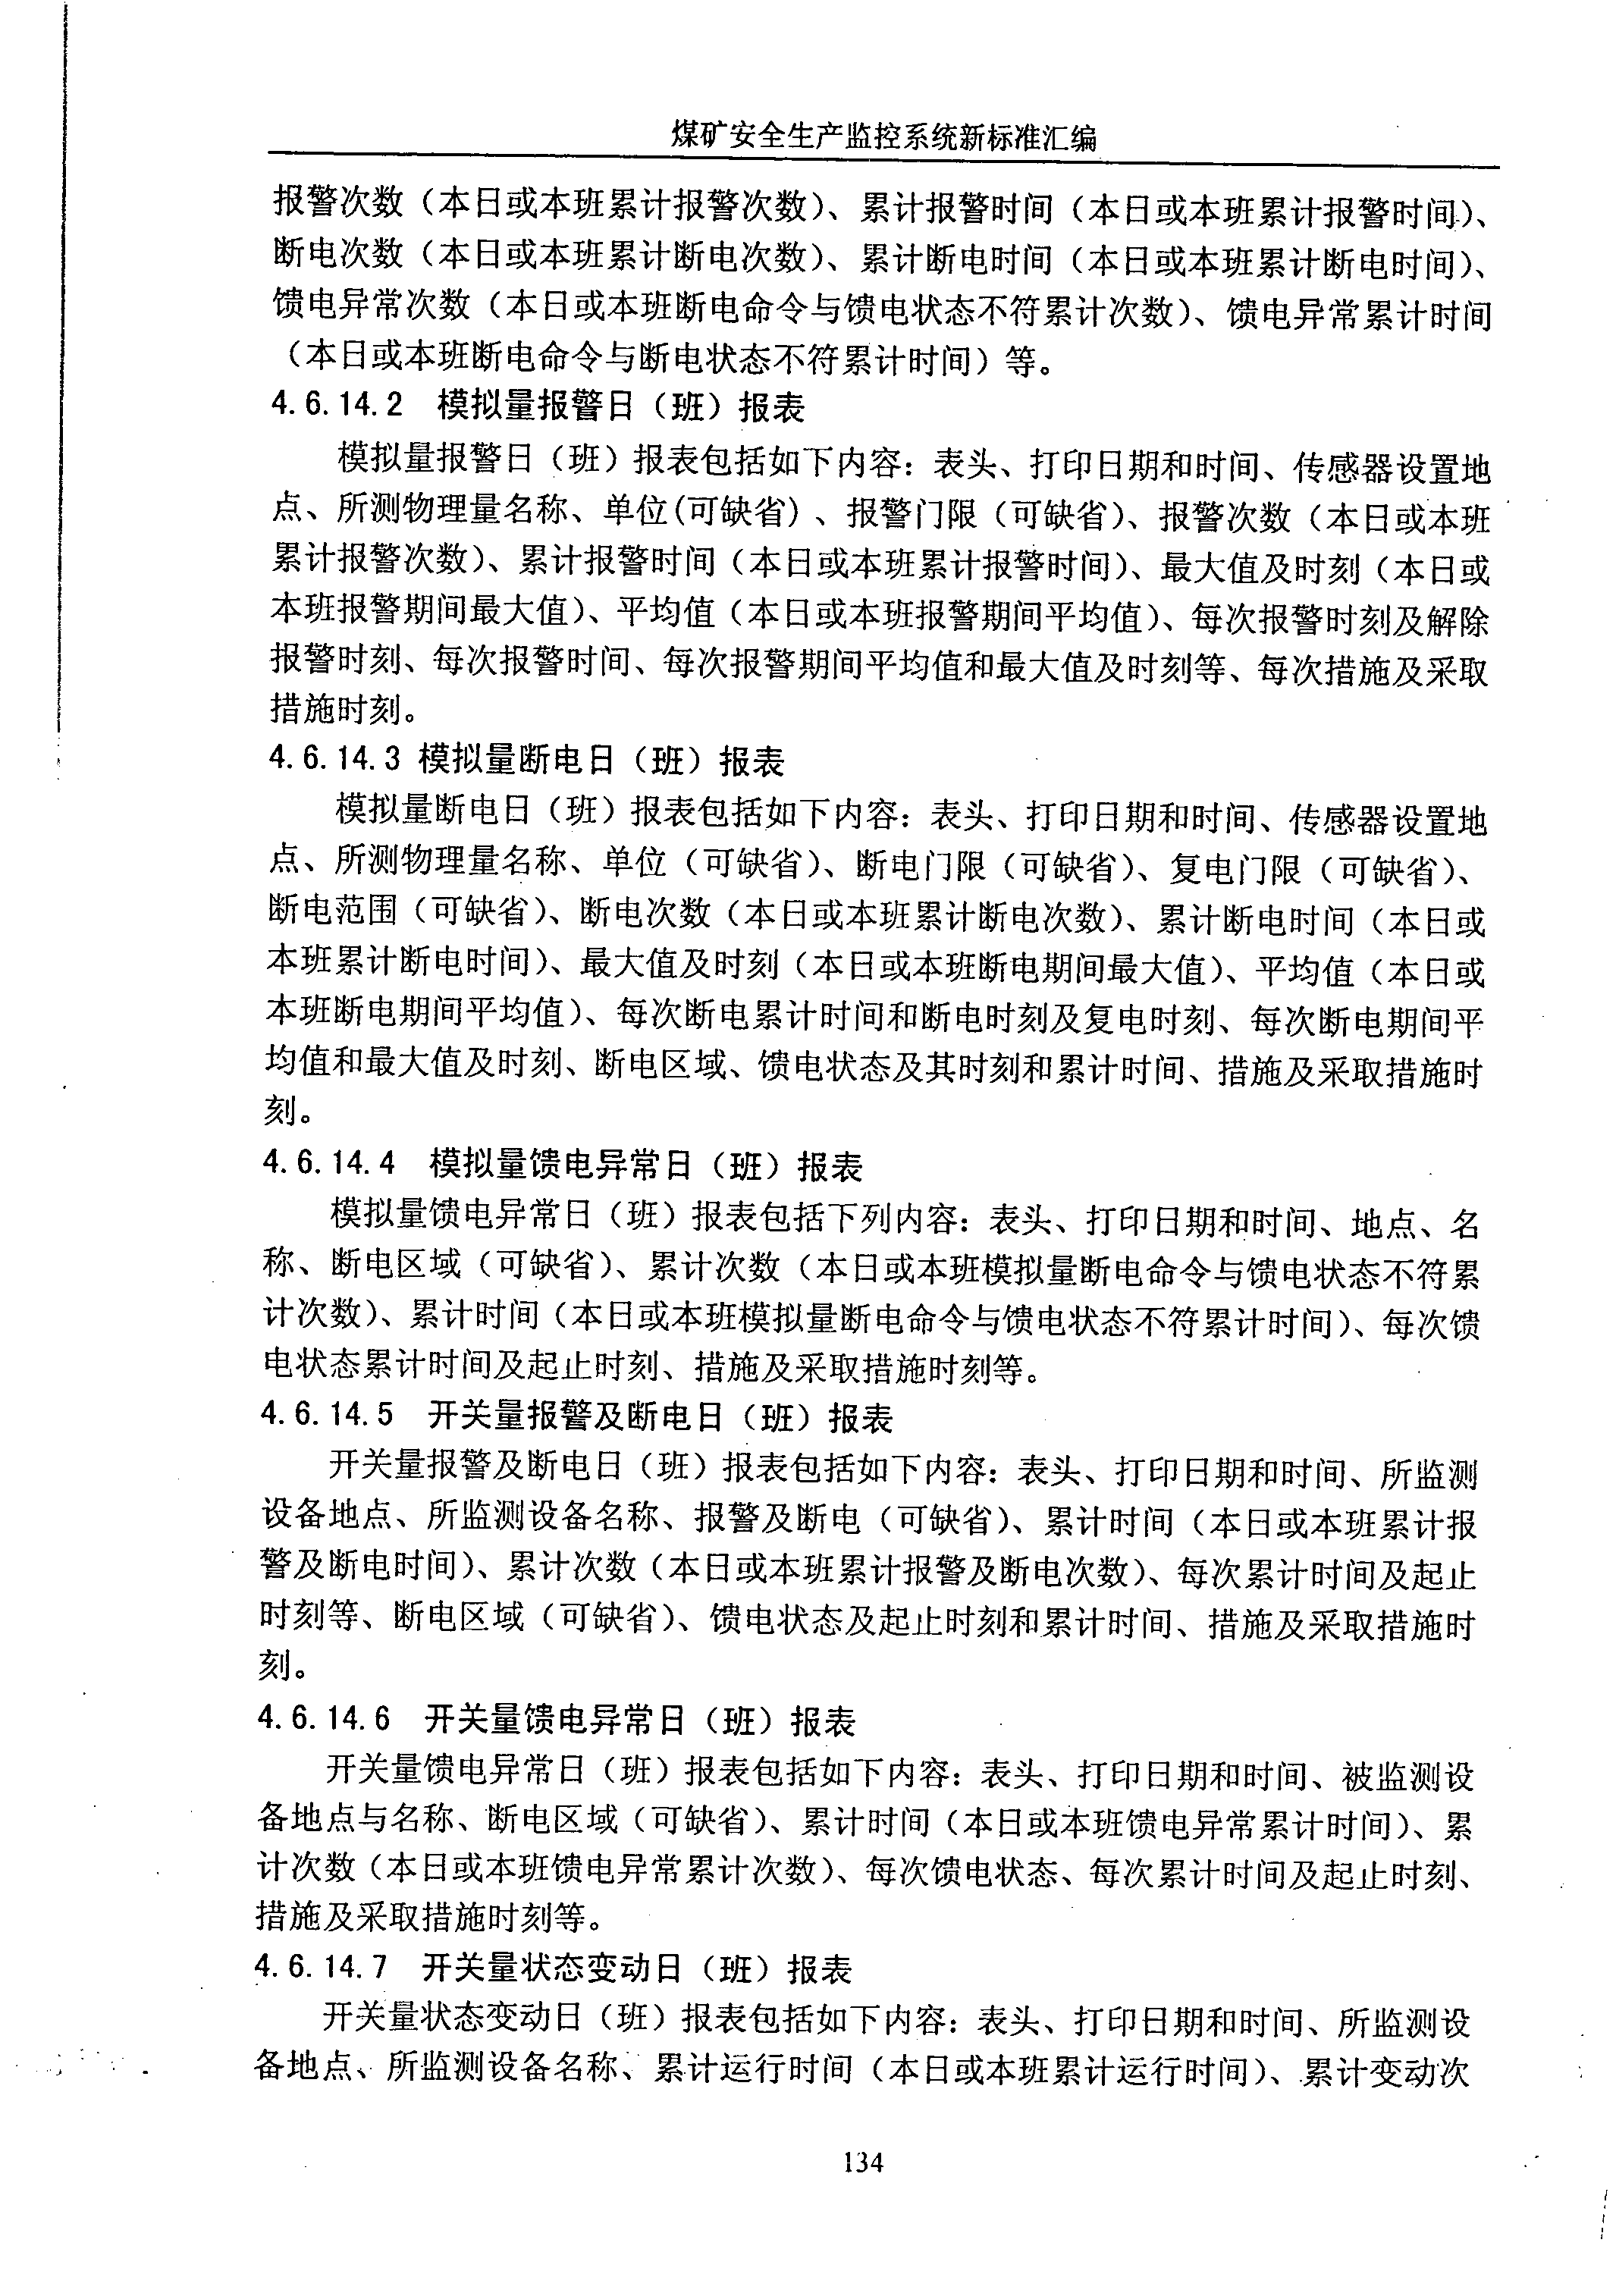 煤矿安全生产监控系统新标准汇编
报警次数（本日或本班累计报警次数）、累计报警时间（本日或本班累计报警时间）、
断电次数（本日或本班累计断电次数）、累计断电时间（本日或本班累计断电时间）、
馈电异常次数（本日或本班断电命令与馈电状态不符累计次数）、馈电异常累计时间
（本日或本班断电命令与断电状态不符累计时间）等。
4.6.14.2 模拟量报警日（班）报表
模拟量报警日（班）报表包括如下内容：表头、打印日期和时间、传感器设置地
点、所测物理量名称、单位(可缺省)、报警门限（可缺省）、报警次数（本日或本班
累计报警次数）、累计报警时间（本日或本班累计报警时间）、最大值及时刻（本日或
本班报警期间最大值）、平均值（本日或本班报警期间平均值）、每次报警时刻及解除
报警时刻、每次报警时间、每次报警期间平均值和最大值及时刻等、每次措施及采取
措施时刻。
4.6.14.3 模拟量断电日（班）报表
模拟量断电日（班）报表包括如下内容：表头、打印日期和时间、传感器设置地
点、所测物理量名称、单位（可缺省）、断电门限（可缺省）、复电门限（可缺省）、
断电范围（可缺省）、断电次数（本日或本班累计断电次数）、累计断电时间（本日或
本班累计断电时间）、最大值及时刻（本日或本班断电期间最大值）、平均值（本日或
本班断电期间平均值）、每次断电累计时间和断电时刻及复电时刻、每次断电期间平
均值和最大值及时刻、断电区域、馈电状态及其时刻和累计时间、措施及采取措施时
刻。
4.6.14.4 模拟量馈电异常日（班）报表
模拟量馈电异常日（班）报表包括下列内容：表头、打印日期和时间、地点、名
称、断电区域（可缺省）、累计次数（本日或本班模拟量断电命令与馈电状态不符累
计次数）、累计时间（本日或本班模拟量断电命令与馈电状态不符累计时间）、每次馈
电状态累计时间及起止时刻、措施及采取措施时刻等。
4.6.14.5 开关量报警及断电日（班）报表
开关量报警及断电日（班）报表包括如下内容：表头、打印日期和时间、所监测
设备地点、所监测设备名称、报警及断电（可缺省）、累计时间（本日或本班累计报
警及断电时间）、累计次数（本日或本班累计报警及断电次数）、每次累计时间及起止
时刻等、断电区域（可缺省）、馈电状态及起止时刻和累计时间、措施及采取措施时
刻。
4.6.14.6 开关量馈电异常日（班）报表
开关量馈电异常日（班）报表包括如下内容：表头、打印日期和时间、被监测设
备地点与名称、断电区域（可缺省）、累计时间（本日或本班馈电异常累计时间）、累
计次数（本日或本班馈电异常累计次数）、每次馈电状态、每次累计时间及起止时刻、
措施及采取措施时刻等。
4.6.14.7 开关量状态变动日（班）报表
开关量状态变动日（班）报表包括如下内容：表头、打印日期和时间、所监测设
备地点、所监测设备名称、累计运行时间（本日或本班累计运行时间）、累计变动次
134